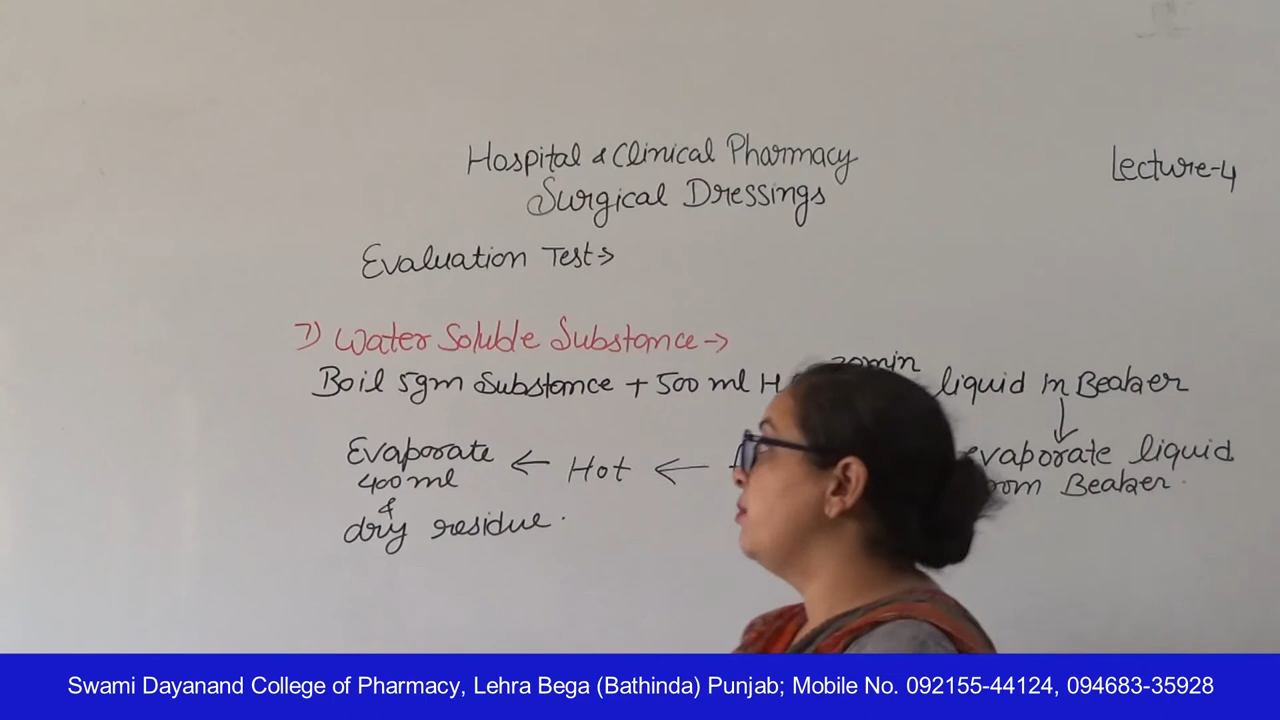 Hospital & Clinical Pharmacy
Lecture-4
Surgical Dressings
Evaluation Test→
7) Water Soluble Substance→
Boil 5gm Substance + 500 ml H
min
liquid in Beaker
↓
Evaporate ← Hot ←
evaporate liquid
400 ml
Beaker.
&
dry residue.
Swami Dayanand College of Pharmacy, Lehra Bega (Bathinda) Punjab; Mobile No. 092155-44124, 094683-35928